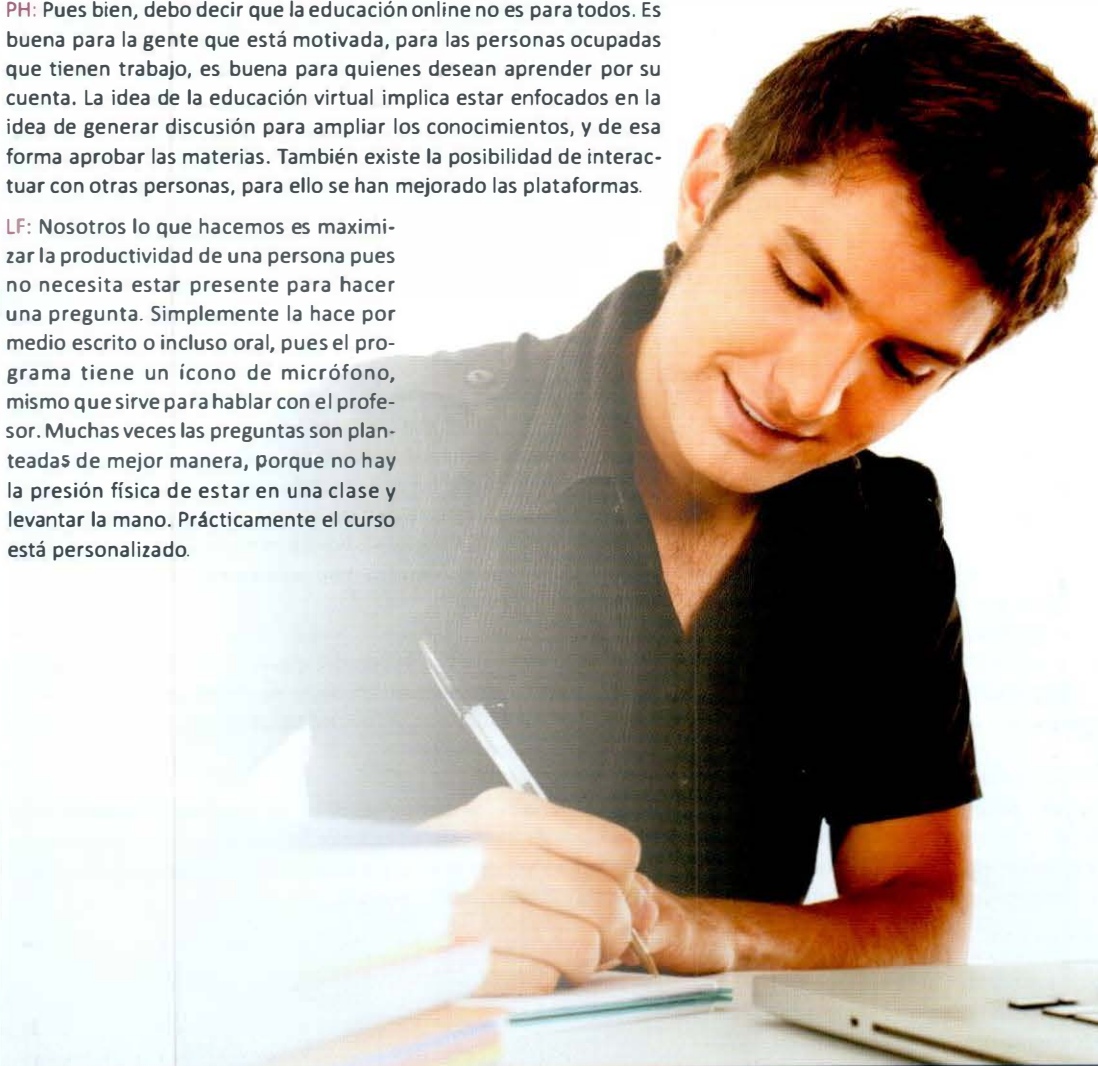 PH: Pues bien, debo decir que la educación online no es para todos. Es
buena para la gente que está motivada, para las personas ocupadas
que tienen trabajo, es buena para quienes desean aprender por su
cuenta. La idea de la educación virtual implica estar enfocados en la
idea de generar discusión para ampliar los conocimientos, y de esa
forma aprobar las materias. También existe la posibilidad de interac-
tuar con otras personas, para ello se han mejorado las plataformas.
LF: Nosotros lo que hacemos es maximi-
zar la productividad de una persona pues
no necesita estar presente para hacer
una pregunta. Simplemente la hace por
medio escrito o incluso oral, pues el pro-
grama tiene un ícono de micrófono,
mismo que sirve para hablar con el profe-
sor. Muchas veces las preguntas son plan-
teadas de mejor manera, porque no hay
la presión física de estar en una clase y
levantar la mano. Prácticamente el curso
está personalizado.